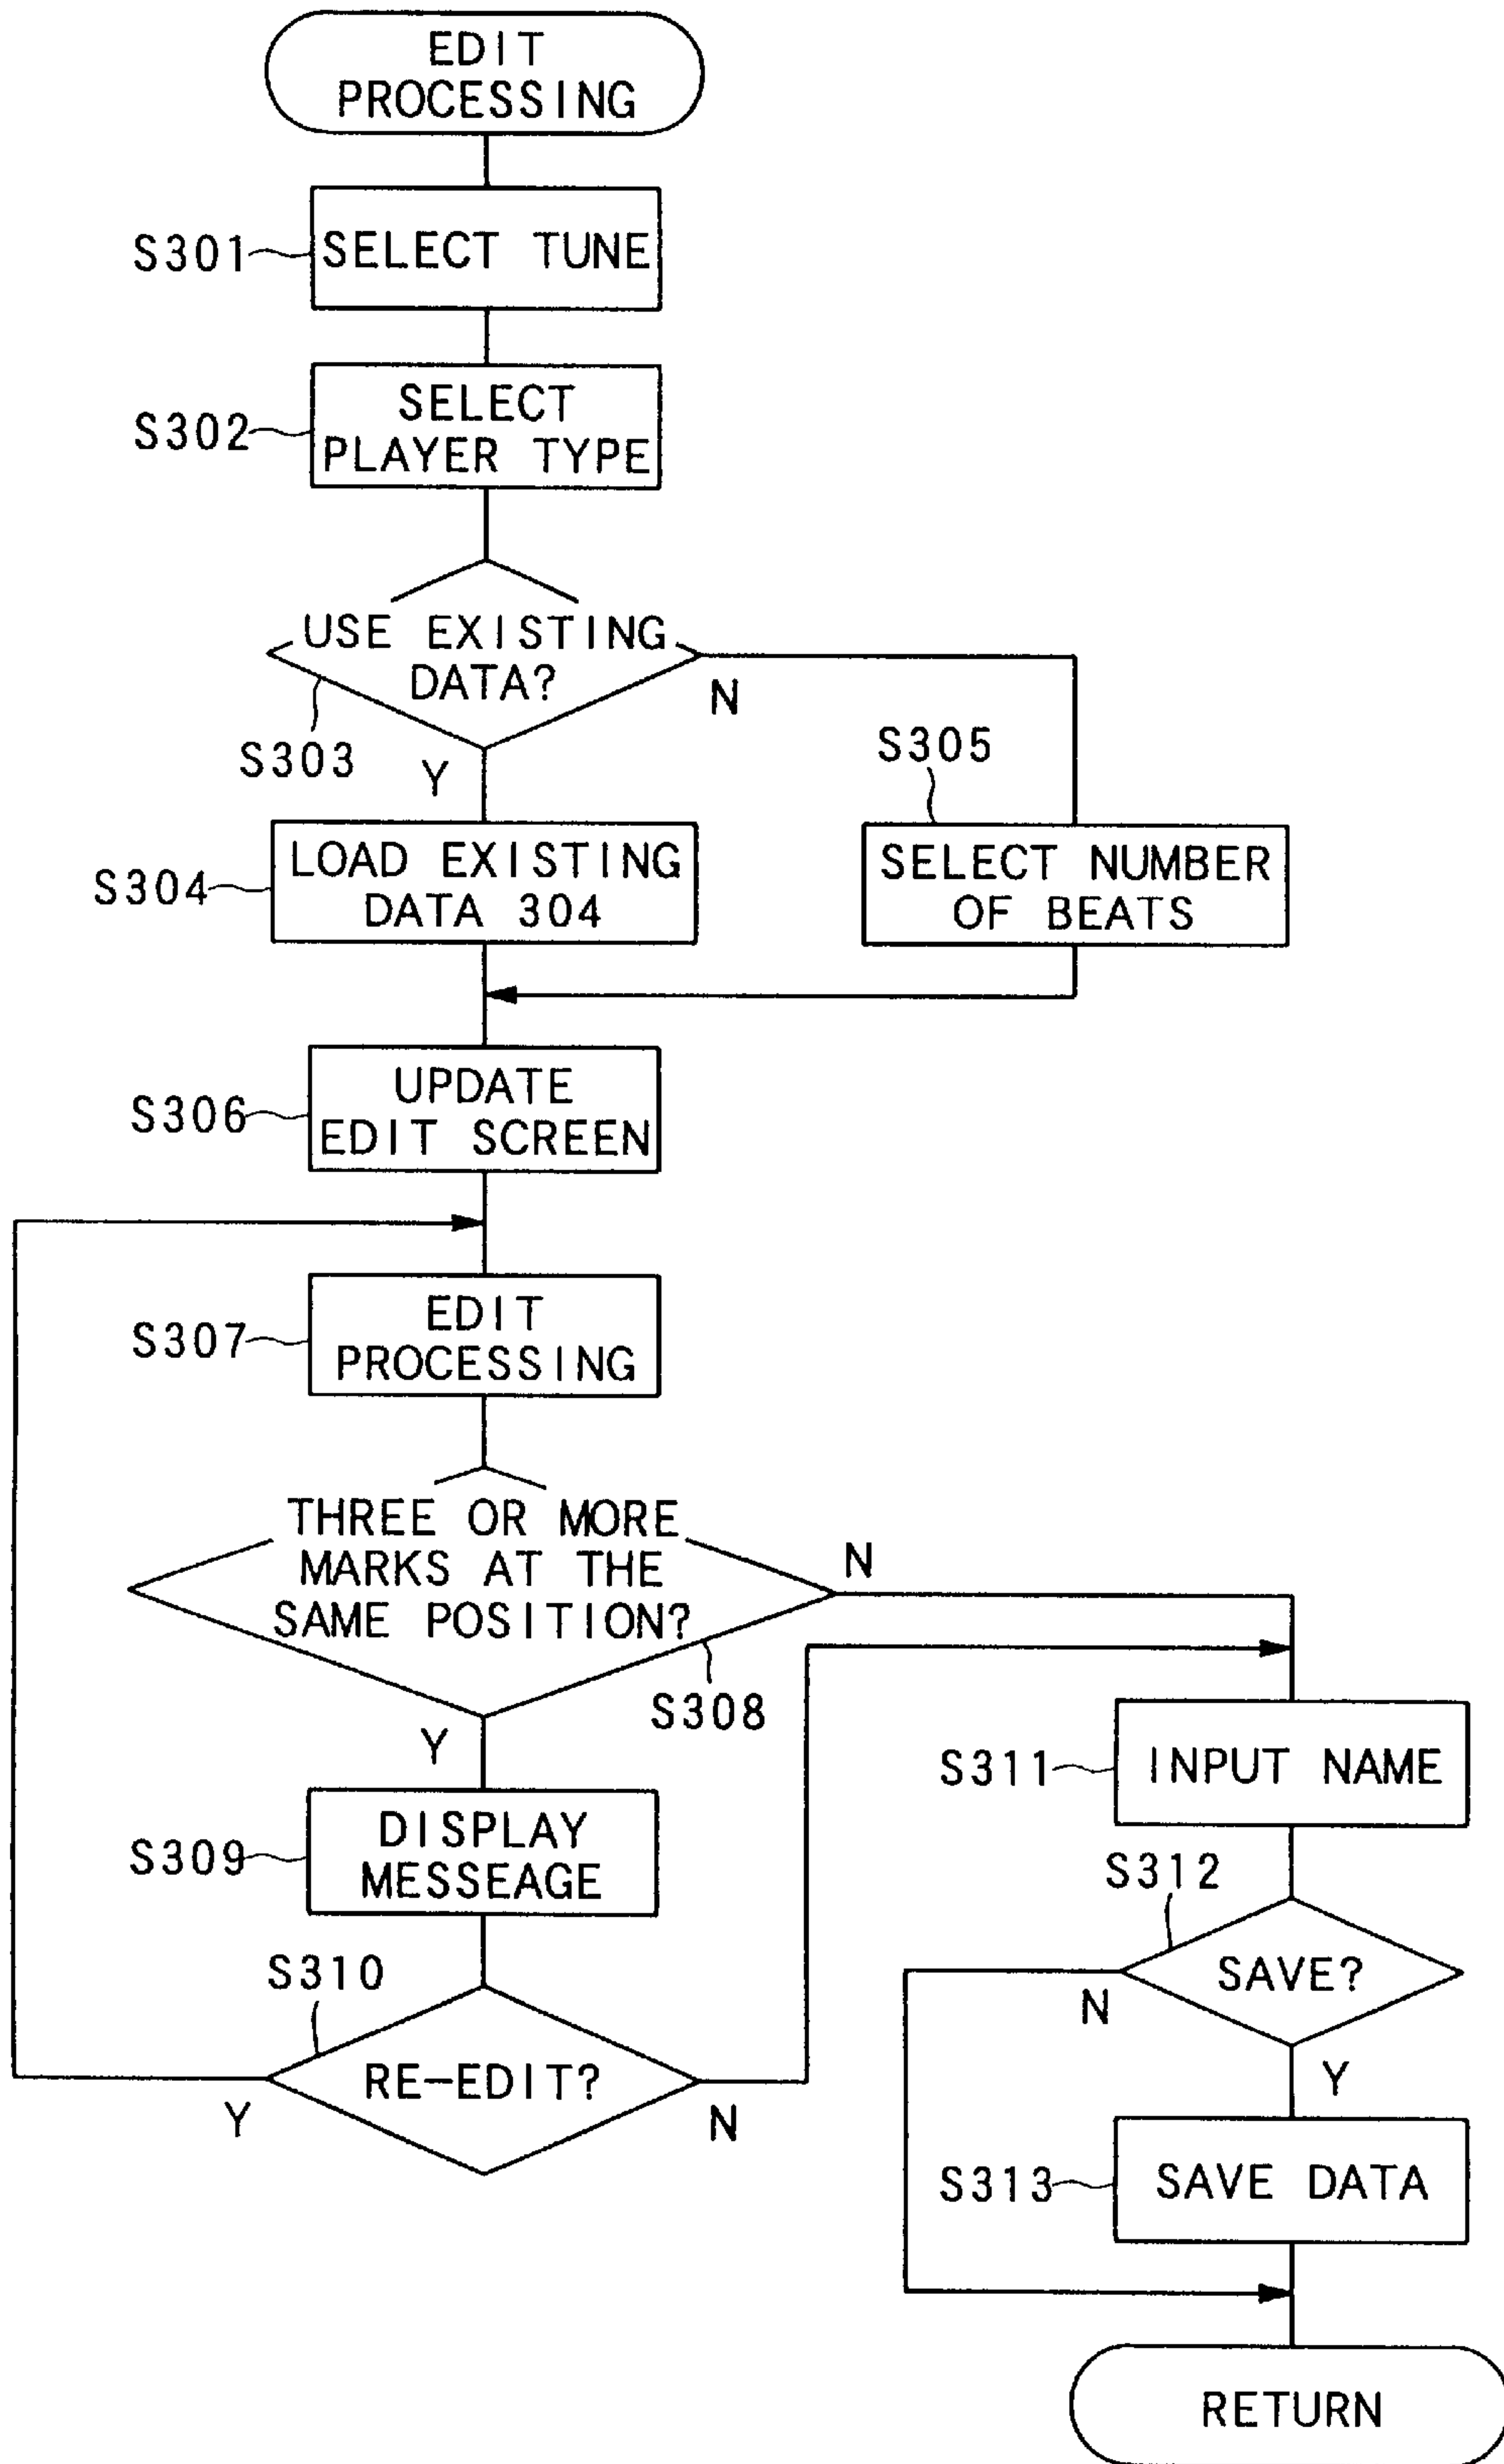 EDIT
PROCESSING
S301
SELECT TUNE
S302
SELECT
PLAYER TYPE
USE EXISTING
DATA?
N
S303
Y
S305
S304
LOAD EXISTING
DATA 304
SELECT NUMBER
OF BEATS
S306
UPDATE
EDIT SCREEN
S307
EDIT
PROCESSING
THREE OR MORE
MARKS AT THE
SAME POSITION?
N
S308
Y
S309
DISPLAY
MESSEAGE
S311
INPUT NAME
S310
RE-EDIT?
Y
N
S312
SAVE?
N
Y
S313
SAVE DATA
RETURN